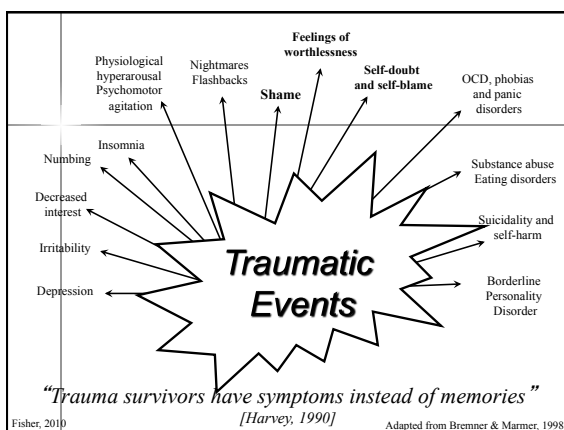 Feelings of
worthlessness
Physiological
hyperarousal
Psychomotor
agitation
Nightmares
Flashbacks
Shame
Self-doubt
and self-blame
OCD, phobias
and panic
disorders
Insomnia
Numbing
Decreased
interest
Irritability
Depression
Substance abuse
Eating disorders
Suicidality and
self-harm
Borderline
Personality
Disorder
Traumatic
Events
“Trauma survivors have symptoms instead of memories”
[Harvey, 1990]
Fisher, 2010
Adapted from Bremner & Marmer, 1998